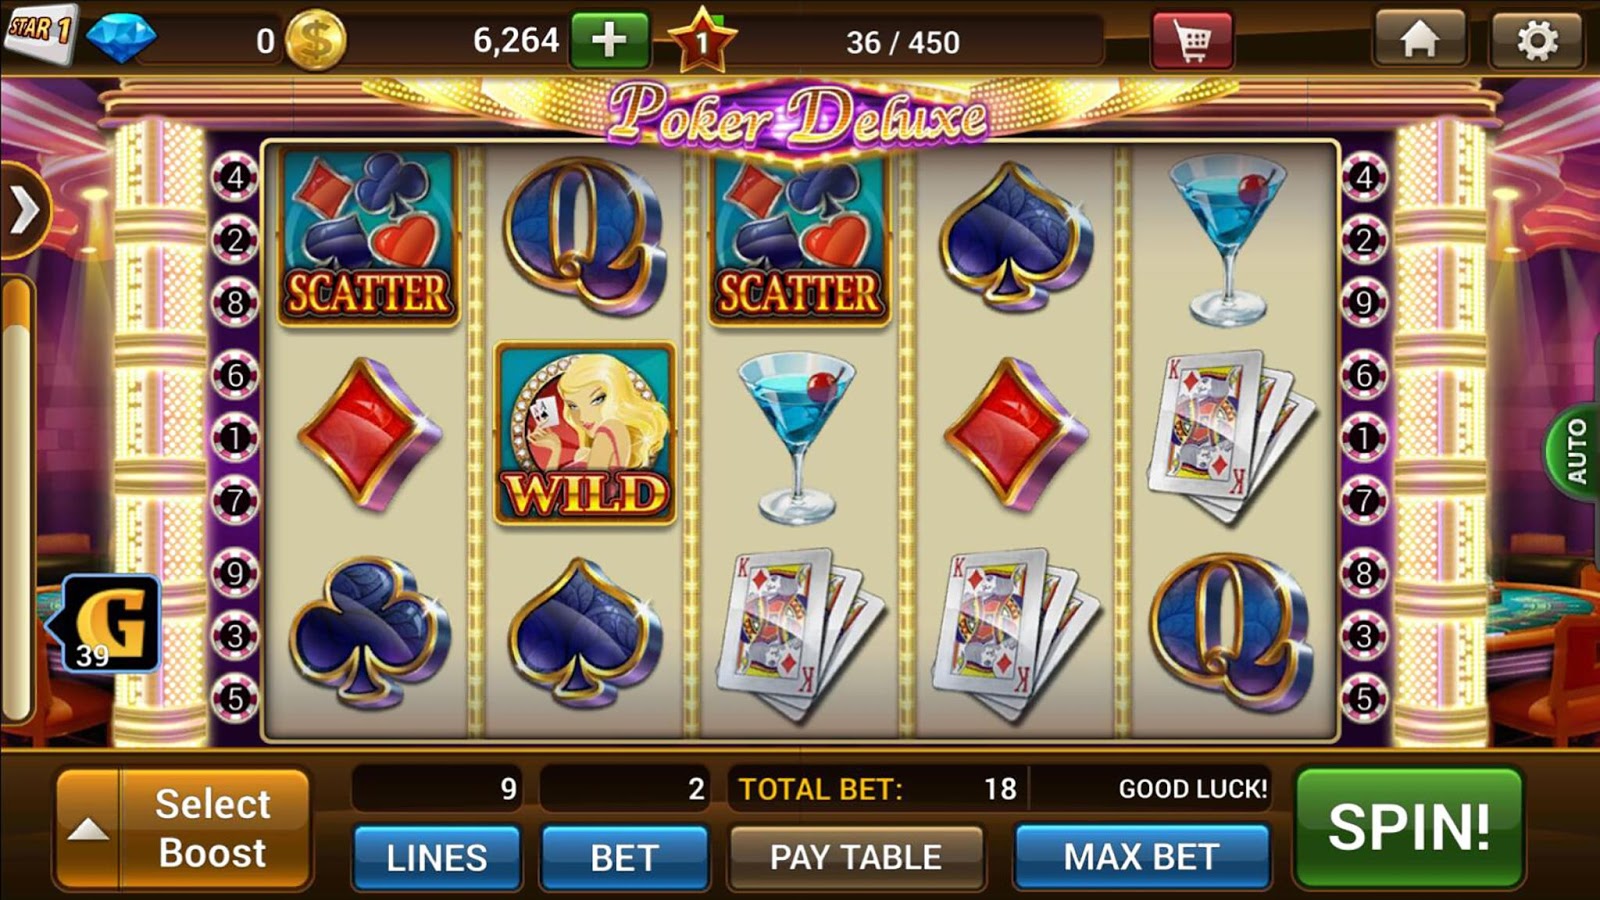 STAR 1
0
6,264
1
36 / 450
Poker Deluxe
4
2
8
6
1
7
9
3
5
SCATTER
Q
SCATTER
WILD
K
K
K
K
K
K
Q
4
2
9
6
1
7
8
3
5
AUTO
G
39
Select
Boost
9
2
TOTAL BET: 18
GOOD LUCK!
LINES
BET
PAY TABLE
MAX BET
SPIN!